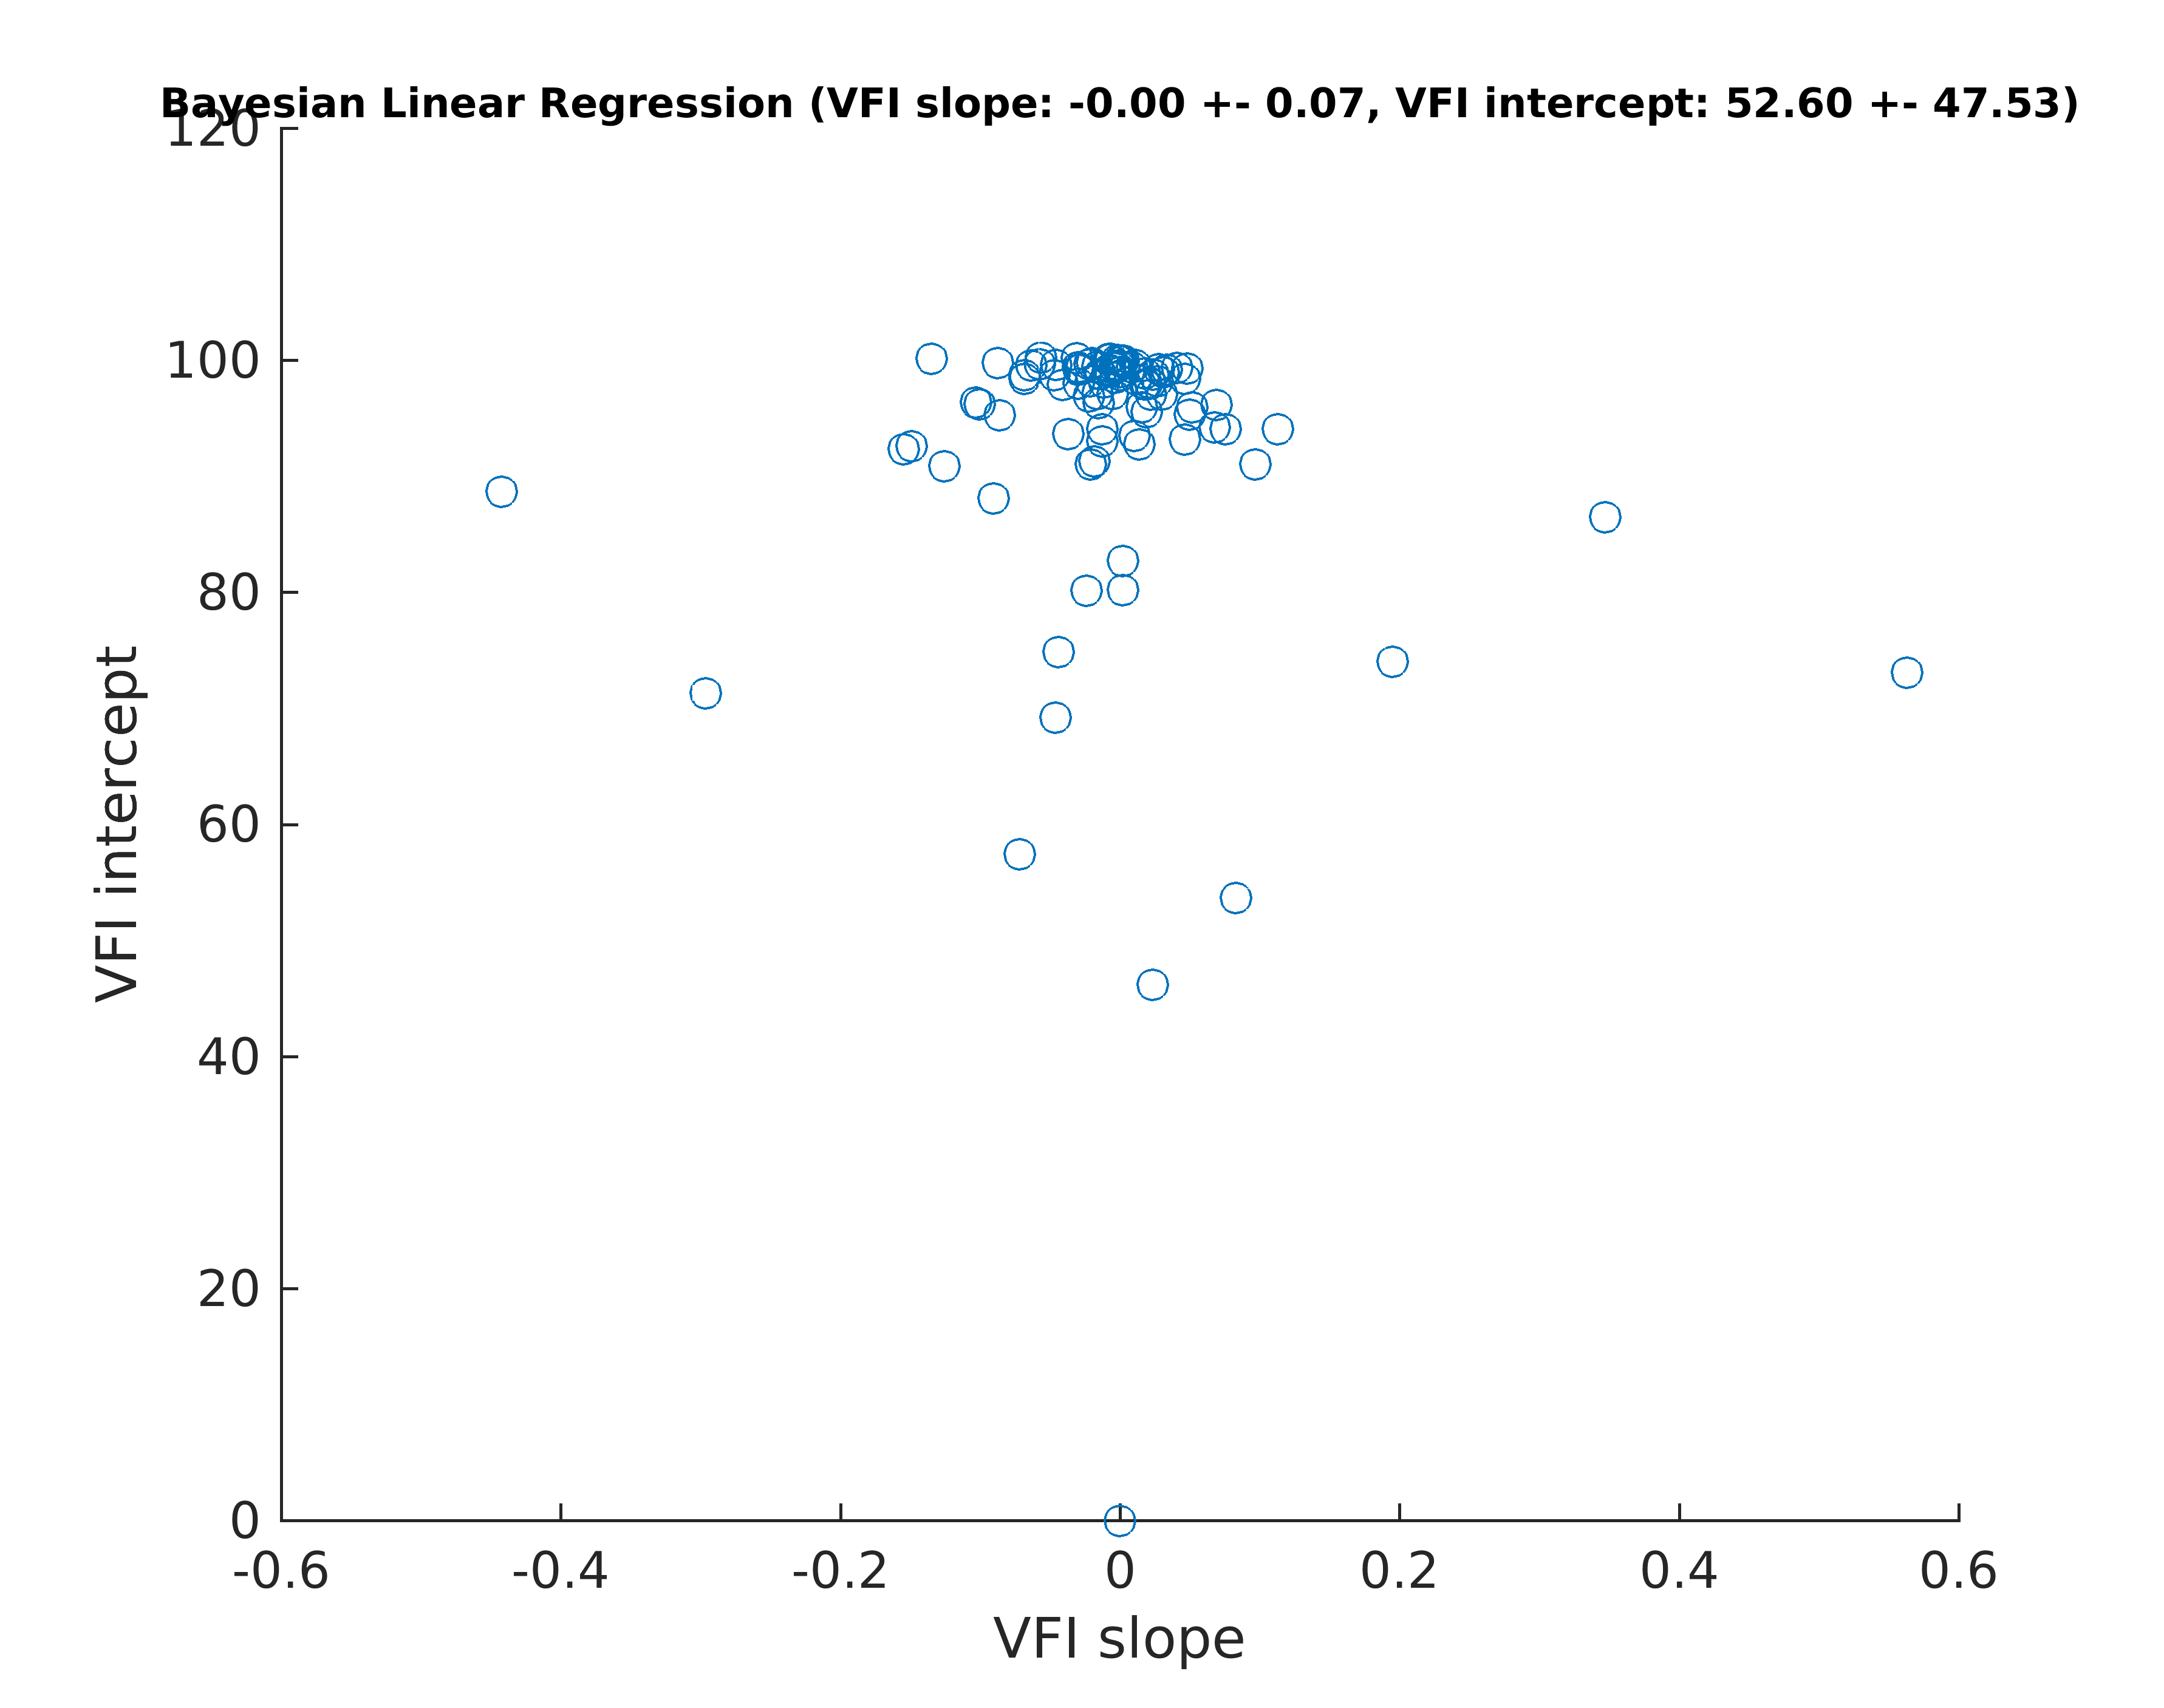 Bayesian Linear Regression (VFI slope: -0.00 +- 0.07, VFI intercept: 52.60 +- 47.53)
120
100
80
60
40
20
0
VFI intercept
-0.6 -0.4 -0.2 0 0.2 0.4 0.6
VFI slope